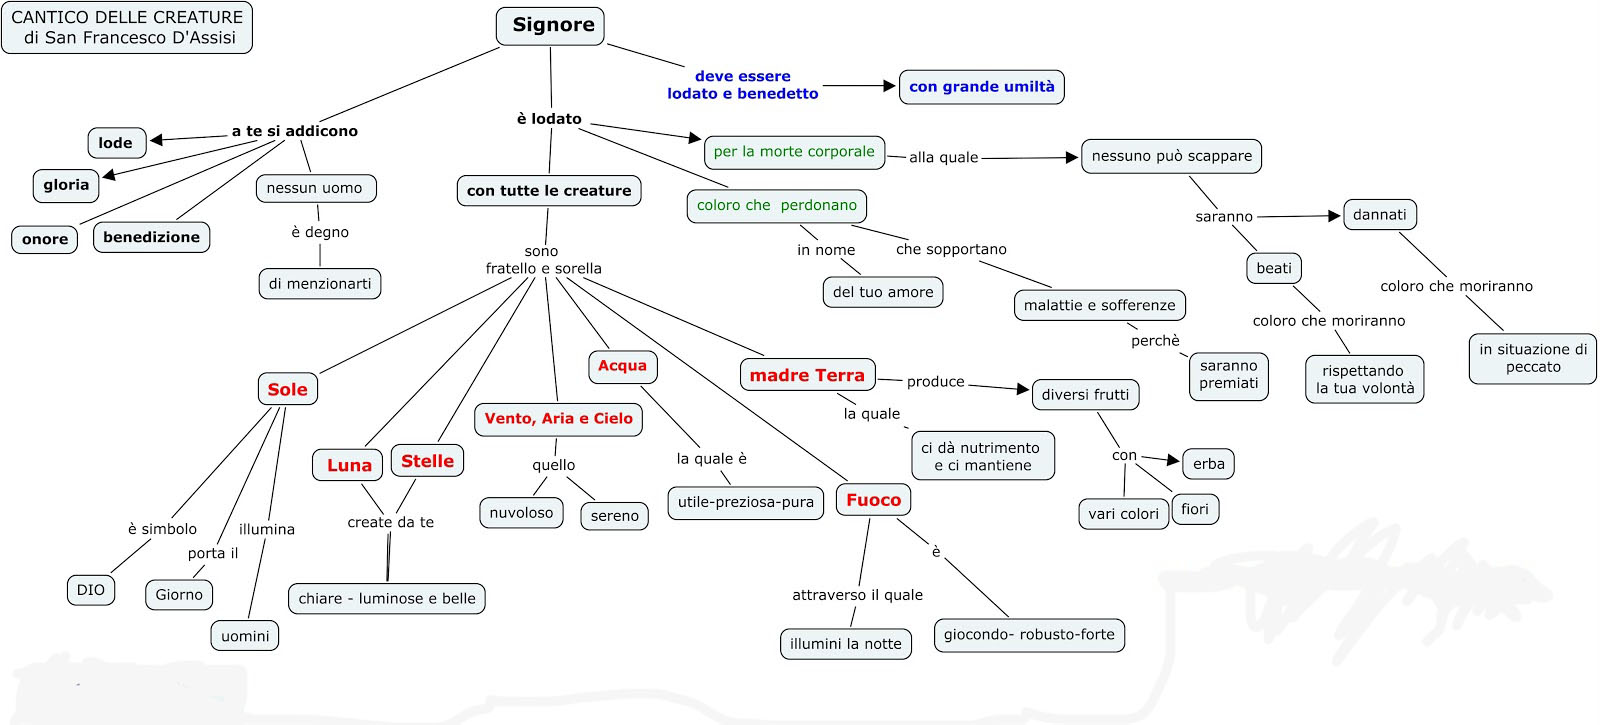 CANTICO DELLE CREATURE
di San Francesco D'Assisi
Signore
deve essere
lodato e benedetto
con grande umiltà
a te si addicono
lode
gloria
onore
benedizione
nessun uomo
è degno
di menzionarti
è lodato
con tutte le creature
per la morte corporale
alla quale
nessuno può scappare
saranno
dannati
beati
coloro che moriranno
coloro che moriranno
in situazione di
peccato
rispettando
la tua volontà
coloro che perdonano
in nome
del tuo amore
che sopportano
malattie e sofferenze
perchè
saranno
premiati
sono
fratello e sorella
Sole
è simbolo
DIO
porta il
Giorno
illumina
uomini
Luna
Stelle
create da te
chiare - luminose e belle
Vento, Aria e Cielo
quello
nuvoloso
sereno
Acqua
la quale è
utile-preziosa-pura
madre Terra
produce
diversi frutti
la quale
ci dà nutrimento
e ci mantiene
con
erba
vari colori
fiori
Fuoco
è
attraverso il quale
illumini la notte
giocondo- robusto-forte